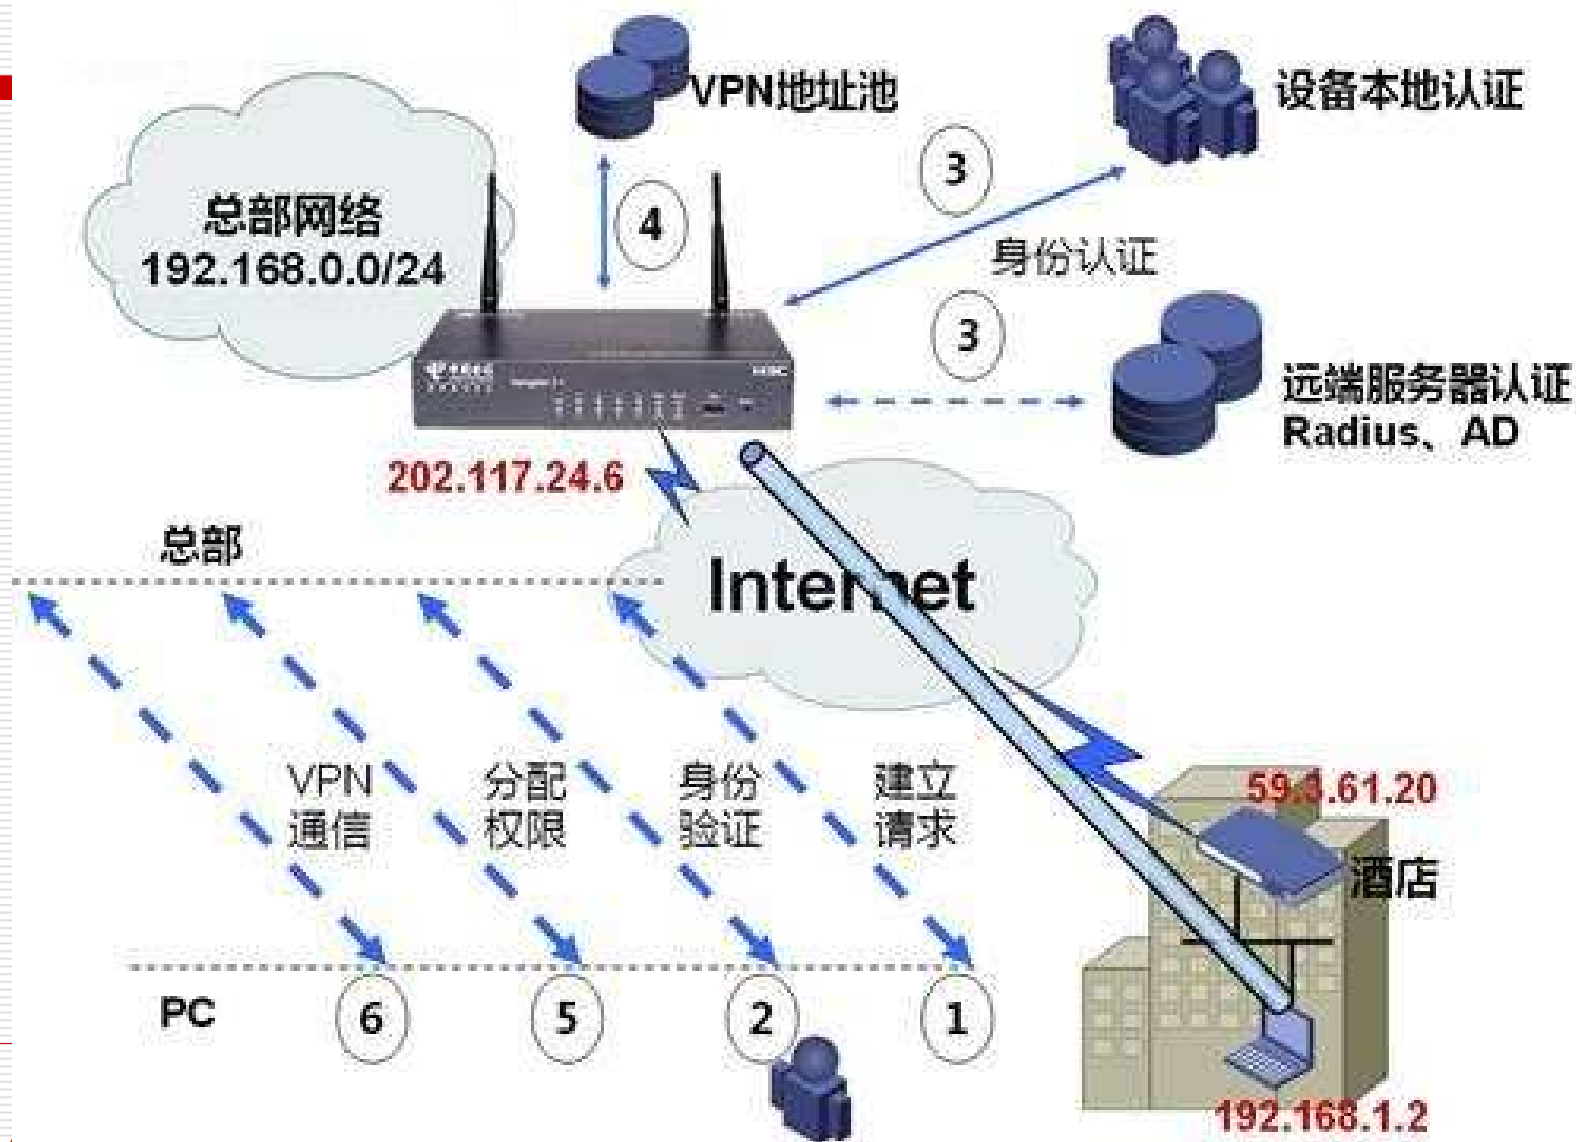 VPN地址池
设备本地认证
3
总部网络
192.168.0.0/24
4
身份认证
3
远端服务器认证
Radius、AD
202.117.24.6
总部
Internet
VPN
通信
分配
权限
身份
验证
建立
请求
59.3.61.20
酒店
PC
6
5
2
1
192.168.1.2